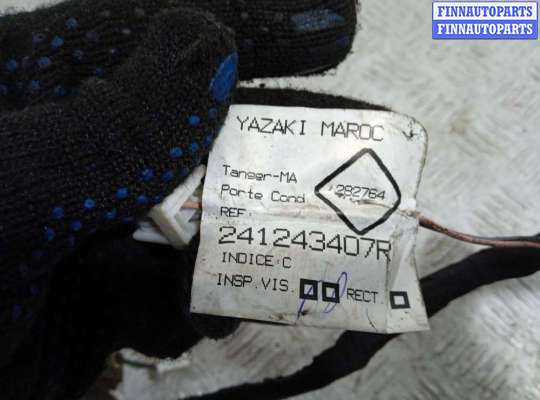 FINNAUTOPARTS
FINNAUTOPARTS
YAZAKI MAROC
Tanger-MA
Porte Cond
282764
REF:
241243407R
INDICE:C
INSP.VIS. RECT.